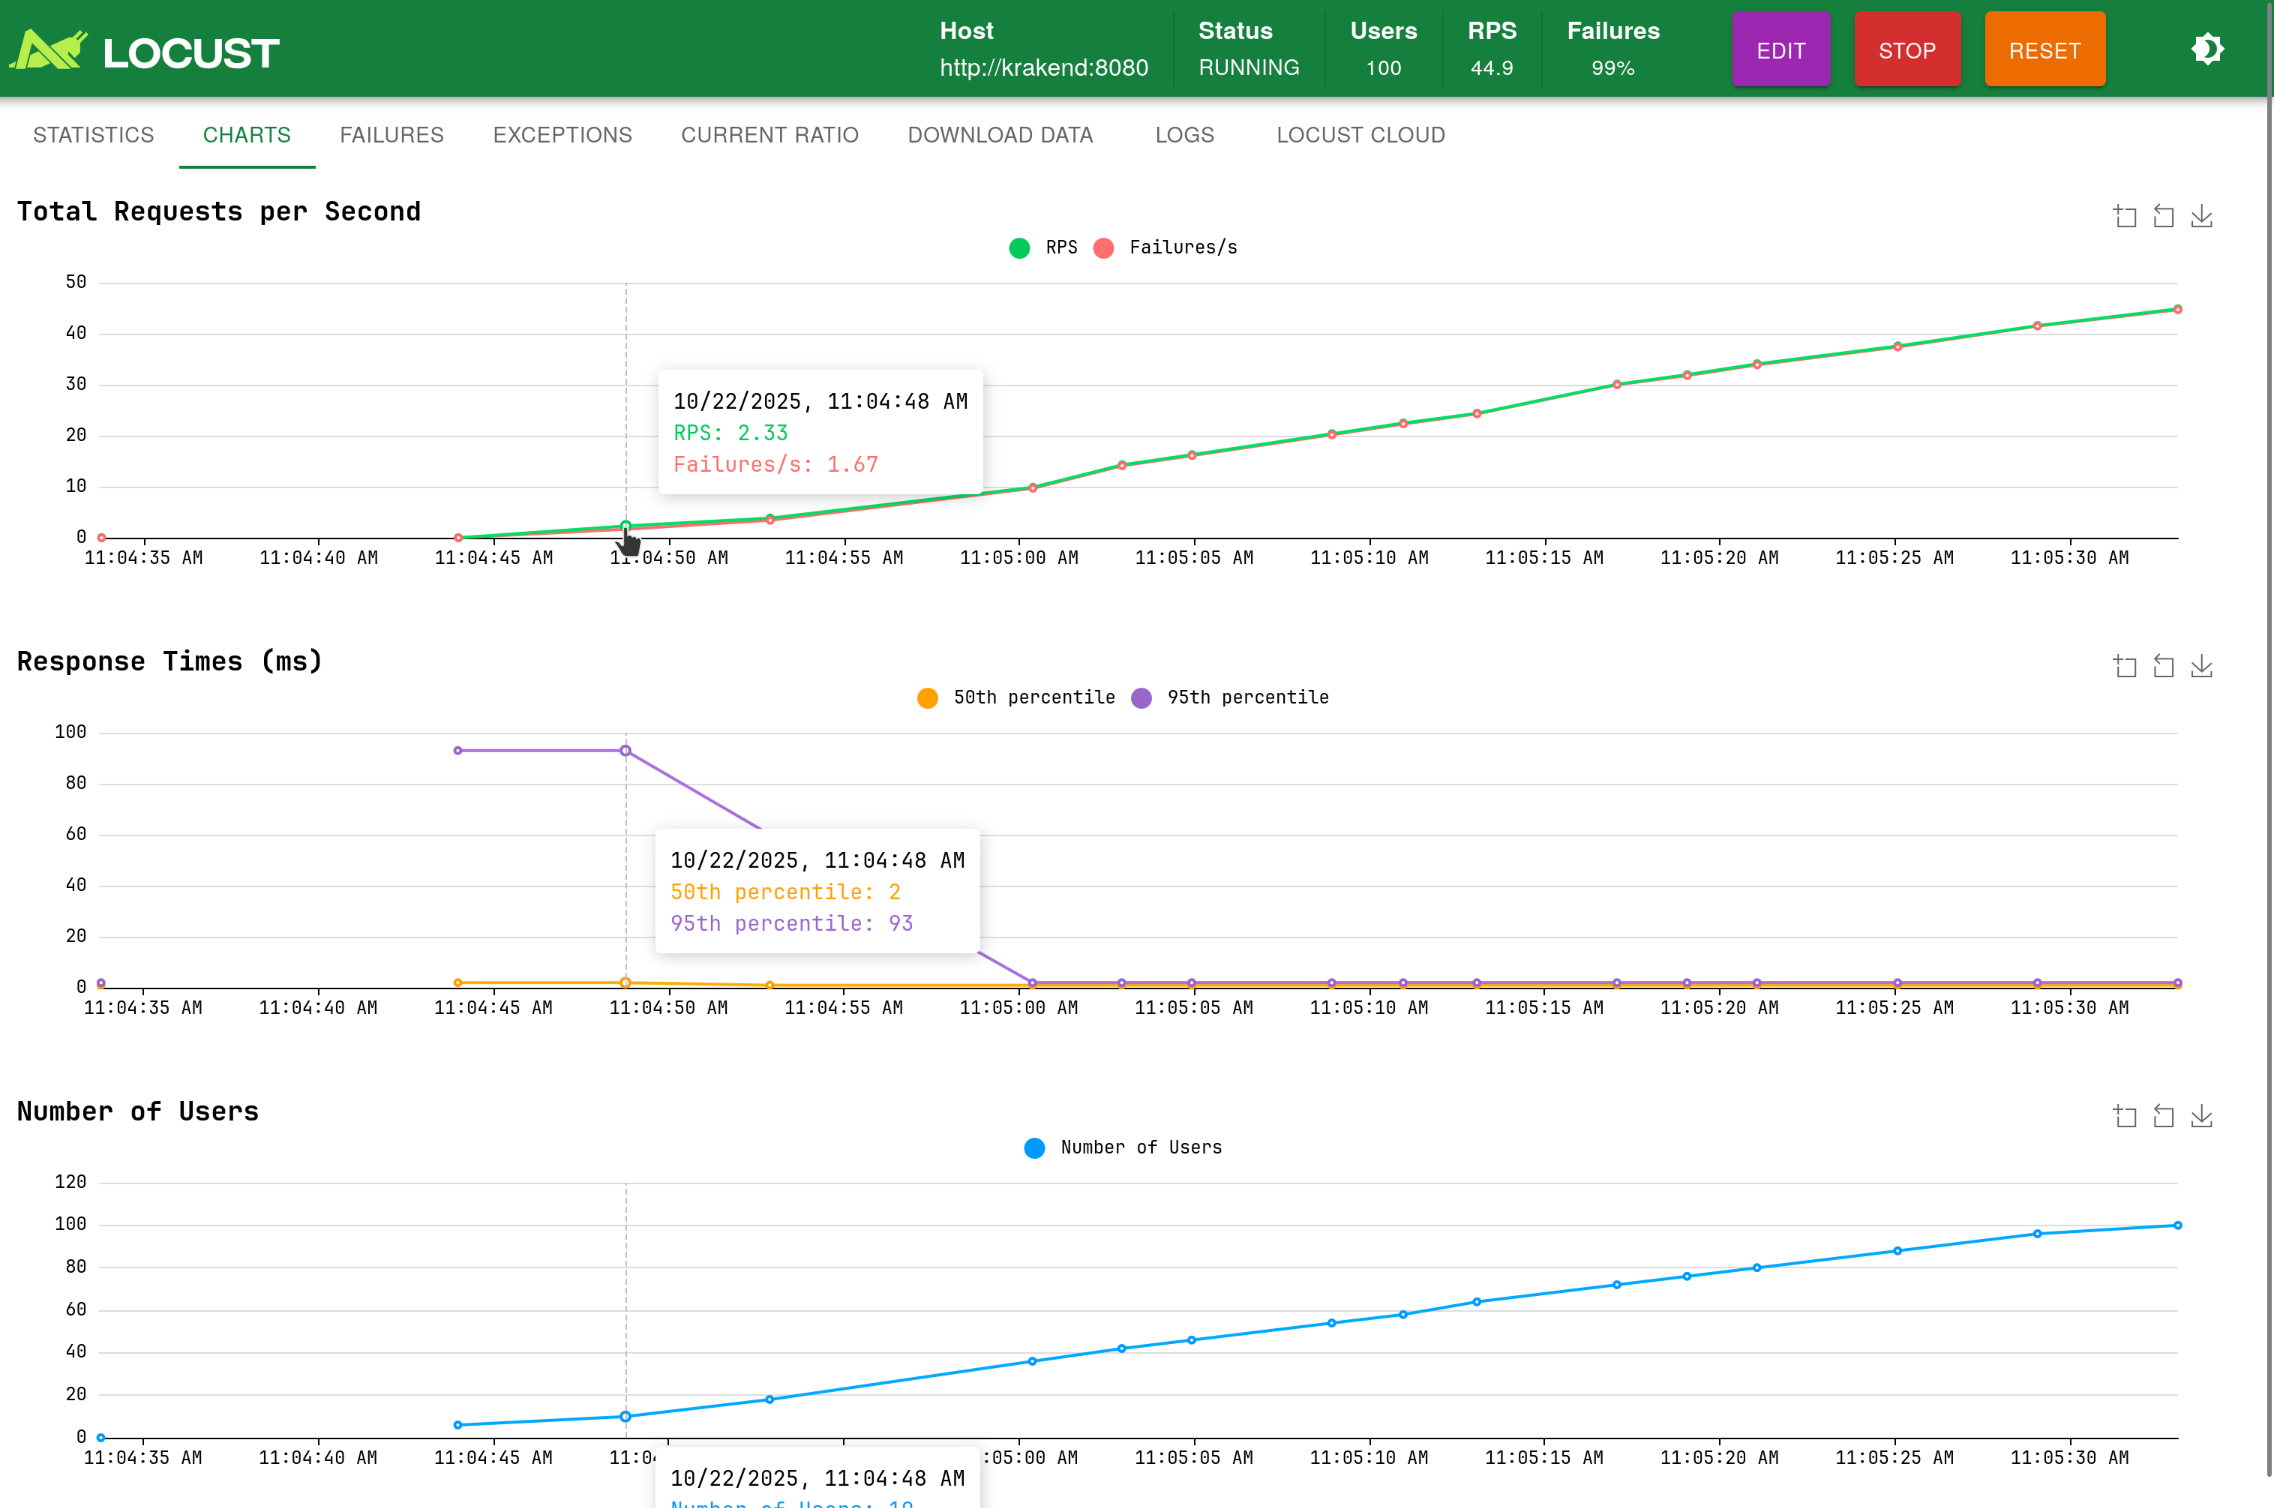 LOCUST
Host
http://krakend:8080
Status
RUNNING
Users
100
RPS
44.9
Failures
99%
EDIT
STOP
RESET
STATISTICS CHARTS FAILURES EXCEPTIONS CURRENT RATIO DOWNLOAD DATA LOGS LOCUST CLOUD
Total Requests per Second
RPS Failures/s
50
40
30
20
10
0
10/22/2025, 11:04:48 AM
RPS: 2.33
Failures/s: 1.67
11:04:35 AM 11:04:40 AM 11:04:45 AM 11:04:50 AM 11:04:55 AM 11:05:00 AM 11:05:05 AM 11:05:10 AM 11:05:15 AM 11:05:20 AM 11:05:25 AM 11:05:30 AM
Response Times (ms)
50th percentile 95th percentile
100
80
60
40
20
0
10/22/2025, 11:04:48 AM
50th percentile: 2
95th percentile: 93
11:04:35 AM 11:04:40 AM 11:04:45 AM 11:04:50 AM 11:04:55 AM 11:05:00 AM 11:05:05 AM 11:05:10 AM 11:05:15 AM 11:05:20 AM 11:05:25 AM 11:05:30 AM
Number of Users
Number of Users
120
100
80
60
40
20
0
11:04:35 AM 11:04:40 AM 11:04:45 AM 11:04 :05:00 AM 11:05:05 AM 11:05:10 AM 11:05:15 AM 11:05:20 AM 11:05:25 AM 11:05:30 AM
10/22/2025, 11:04:48 AM
Number of Users: 10